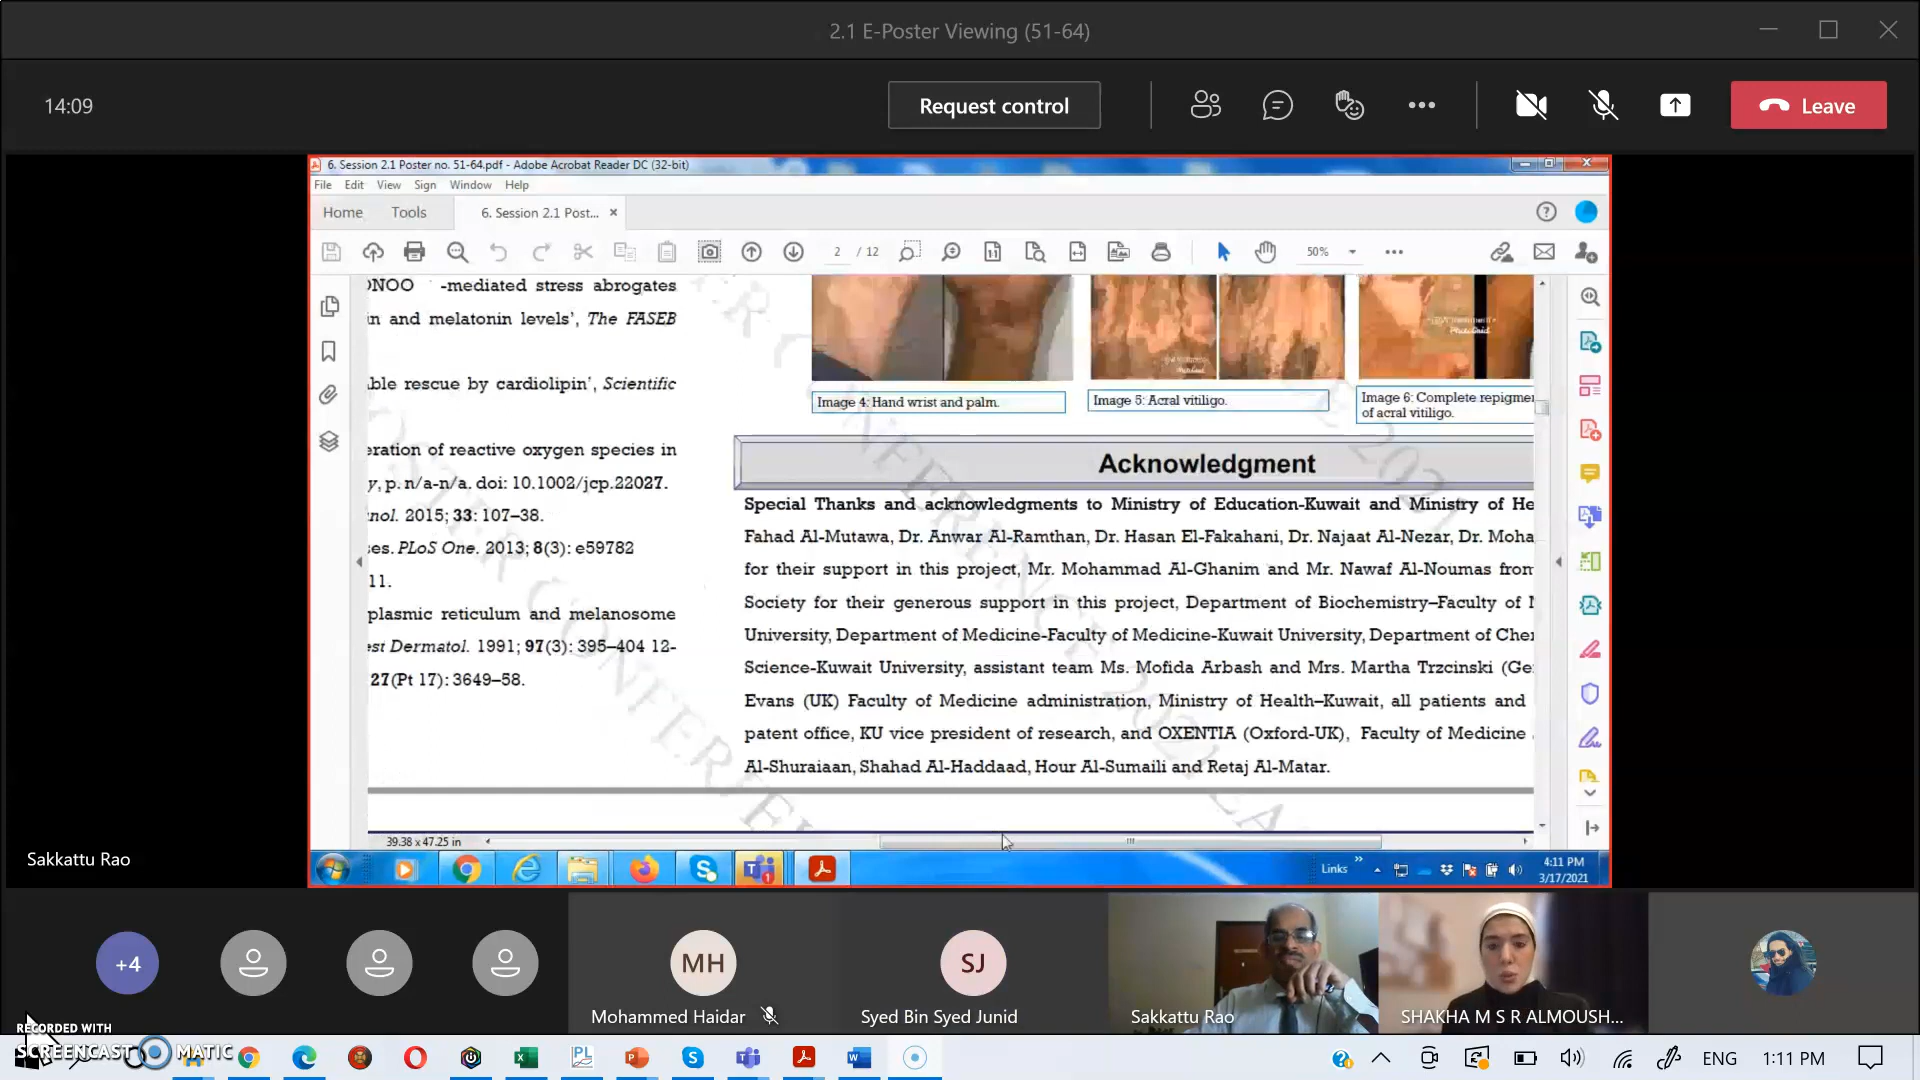 2.1 E-Poster Viewing (51-64)
14:09
Request control
Leave
6. Session 2.1 Poster no. 51-64.pdf - Adobe Acrobat Reader DC (32-bit)
File Edit View Sign Window Help
Home Tools 6. Session 2.1 Post... ×
2 / 12 50%
ONOO -mediated stress abrogates
in and melatonin levels’, The FASEB
able rescue by cardiolipin’, Scientific
eration of reactive oxygen species in
y, p. n/a-n/a. doi: 10.1002/jcp.22027.
nol. 2015; 33: 107–38.
ses. PLoS One. 2013; 8(3): e59782
11.
plasmic reticulum and melanosome
est Dermatol. 1991; 97(3): 395–404 12-
27(Pt 17): 3649–58.
Image 4: Hand wrist and palm.
Image 5: Acral vitiligo.
Image 6: Complete repigmen
of acral vitiligo.
Acknowledgment
Special Thanks and acknowledgments to Ministry of Education-Kuwait and Ministry of He
Fahad Al-Mutawa, Dr. Anwar Al-Ramthan, Dr. Hasan El-Fakahani, Dr. Najaat Al-Nezar, Dr. Moha
for their support in this project, Mr. Mohammad Al-Ghanim and Mr. Nawaf Al-Noumas from
Society for their generous support in this project, Department of Biochemistry–Faculty of
University, Department of Medicine-Faculty of Medicine-Kuwait University, Department of Che
Science-Kuwait University, assistant team Ms. Mofida Arbash and Mrs. Martha Trzcinski (Ge
Evans (UK) Faculty of Medicine administration, Ministry of Health–Kuwait, all patients and
patent office, KU vice president of research, and OXENTIA (Oxford-UK), Faculty of Medicine
Al-Shuraiaan, Shahad Al-Haddaad, Hour Al-Sumaili and Retaj Al-Matar.
39.38 x 47.25 in
Links
4:11 PM
3/17/2021
Sakkattu Rao
+4
MH
SJ
Mohammed Haidar
Syed Bin Syed Junid
Sakkattu Rao
SHAKHA M S R ALMOUSH...
RECORDED WITH
SCREENCAST MATIC
ENG
1:11 PM